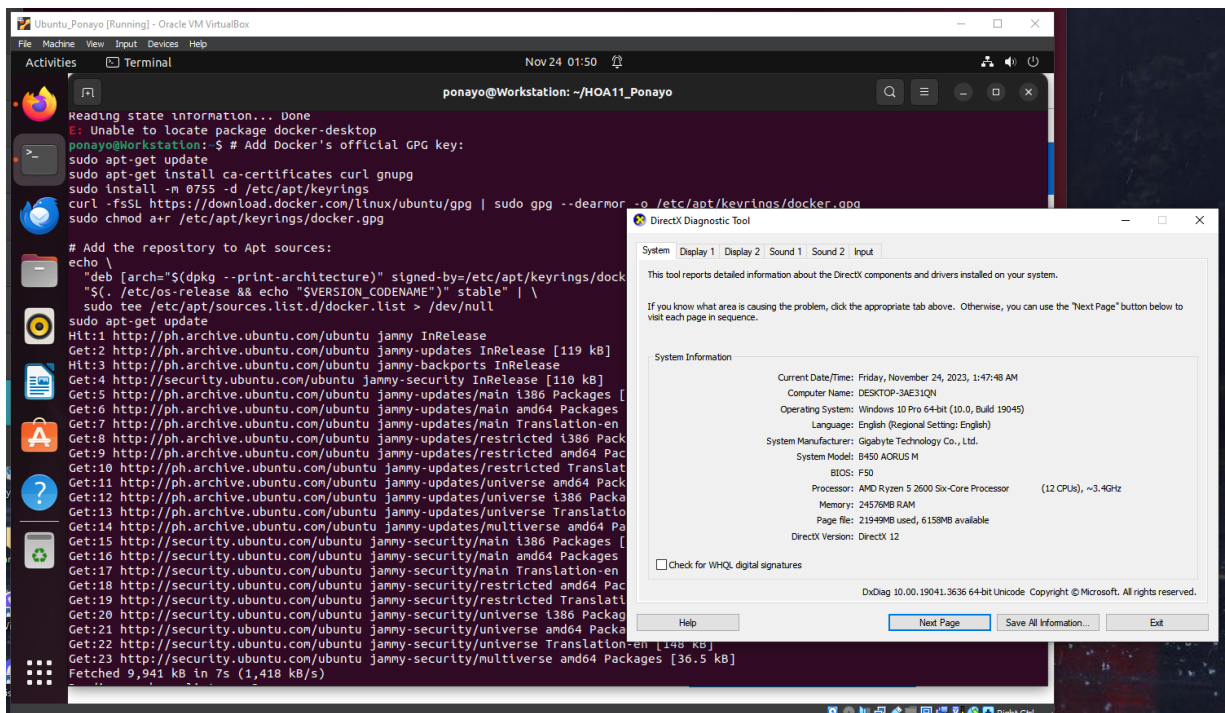 Ubuntu_Ponayo [Running] - Oracle VM VirtualBox
File Machine View Input Devices Help
Activities Terminal Nov 24 01:50
ponayo@Workstation: ~/HOA11_Ponayo
Reading state information... Done
E: Unable to locate package docker-desktop
ponayo@Workstation:~$ # Add Docker's official GPG key:
sudo apt-get update
sudo apt-get install ca-certificates curl gnupg
sudo install -m 0755 -d /etc/apt/keyrings
curl -fsSL https://download.docker.com/linux/ubuntu/gpg | sudo gpg --dearmor -o /etc/apt/keyrings/docker.gpg
sudo chmod a+r /etc/apt/keyrings/docker.gpg
# Add the repository to Apt sources:
echo \
"deb [arch="$(dpkg --print-architecture)" signed-by=/etc/apt/keyrings/dock
"$(. /etc/os-release && echo "$VERSION_CODENAME")" stable" | \
sudo tee /etc/apt/sources.list.d/docker.list > /dev/null
sudo apt-get update
Hit:1 http://ph.archive.ubuntu.com/ubuntu jammy InRelease
Get:2 http://ph.archive.ubuntu.com/ubuntu jammy-updates InRelease [119 kB]
Hit:3 http://ph.archive.ubuntu.com/ubuntu jammy-backports InRelease
Get:4 http://security.ubuntu.com/ubuntu jammy-security InRelease [110 kB]
Get:5 http://ph.archive.ubuntu.com/ubuntu jammy-updates/main i386 Packages [
Get:6 http://ph.archive.ubuntu.com/ubuntu jammy-updates/main amd64 Packages
Get:7 http://ph.archive.ubuntu.com/ubuntu jammy-updates/main Translation-en
Get:8 http://ph.archive.ubuntu.com/ubuntu jammy-updates/restricted i386 Pack
Get:9 http://ph.archive.ubuntu.com/ubuntu jammy-updates/restricted amd64 Pac
Get:10 http://ph.archive.ubuntu.com/ubuntu jammy-updates/restricted Translat
Get:11 http://ph.archive.ubuntu.com/ubuntu jammy-updates/universe amd64 Pack
Get:12 http://ph.archive.ubuntu.com/ubuntu jammy-updates/universe i386 Packa
Get:13 http://ph.archive.ubuntu.com/ubuntu jammy-updates/universe Translatio
Get:14 http://ph.archive.ubuntu.com/ubuntu jammy-updates/multiverse amd64 Pa
Get:15 http://security.ubuntu.com/ubuntu jammy-security/main i386 Packages [
Get:16 http://security.ubuntu.com/ubuntu jammy-security/main amd64 Packages
Get:17 http://security.ubuntu.com/ubuntu jammy-security/main Translation-en
Get:18 http://security.ubuntu.com/ubuntu jammy-security/restricted amd64 Pac
Get:19 http://security.ubuntu.com/ubuntu jammy-security/restricted Translati
Get:20 http://security.ubuntu.com/ubuntu jammy-security/universe i386 Packag
Get:21 http://security.ubuntu.com/ubuntu jammy-security/universe amd64 Packa
Get:22 http://security.ubuntu.com/ubuntu jammy-security/universe Translation-en [148 kB]
Get:23 http://security.ubuntu.com/ubuntu jammy-security/multiverse amd64 Packages [36.5 kB]
Fetched 9,941 kB in 7s (1,418 kB/s)
DirectX Diagnostic Tool
System Display 1 Display 2 Sound 1 Sound 2 Input
This tool reports detailed information about the DirectX components and drivers installed on your system.
If you know what area is causing the problem, click the appropriate tab above. Otherwise, you can use the "Next Page" button below to
visit each page in sequence.
System Information
Current Date/Time: Friday, November 24, 2023, 1:47:48 AM
Computer Name: DESKTOP-3AE31QN
Operating System: Windows 10 Pro 64-bit (10.0, Build 19045)
Language: English (Regional Setting: English)
System Manufacturer: Gigabyte Technology Co., Ltd.
System Model: B450 AORUS M
BIOS: F50
Processor: AMD Ryzen 5 2600 Six-Core Processor (12 CPUs), ~3.4GHz
Memory: 24576MB RAM
Page file: 21949MB used, 6158MB available
DirectX Version: DirectX 12
Check for WHQL digital signatures
DxDiag 10.00.19041.3636 64-bit Unicode Copyright © Microsoft. All rights reserved.
Help Next Page Save All Information... Exit
Right Ctrl